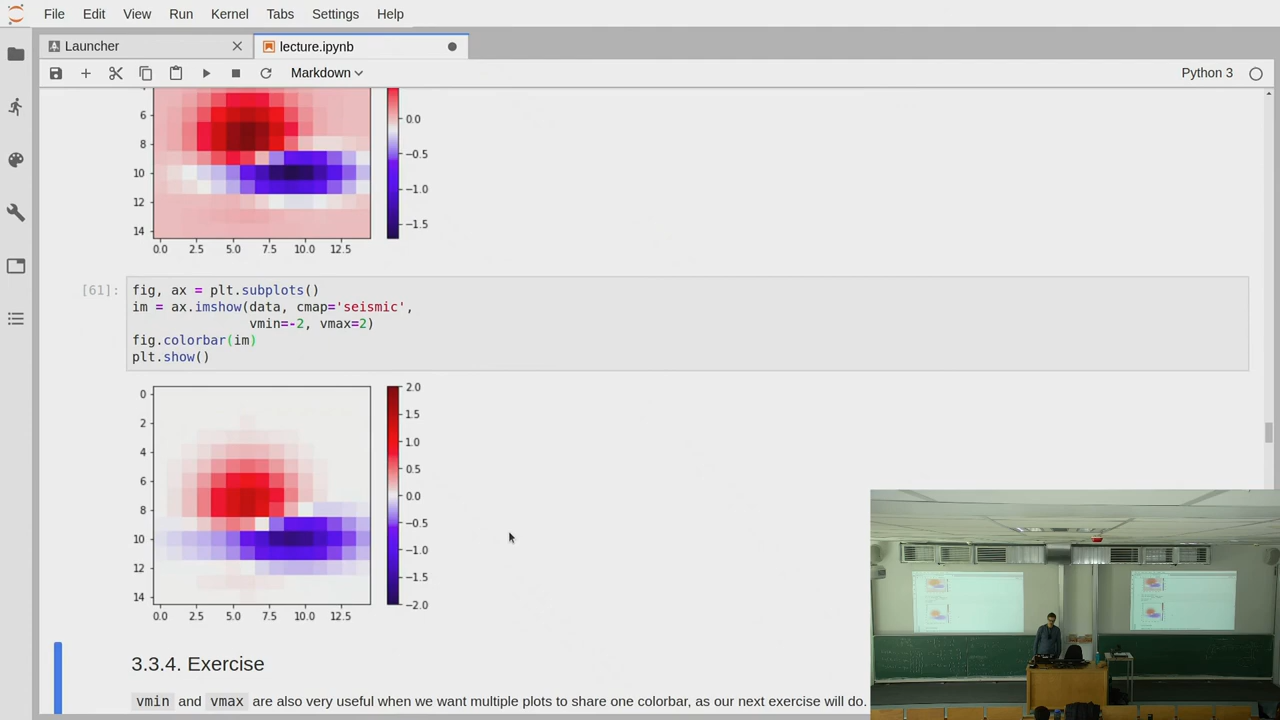 File Edit View Run Kernel Tabs Settings Help
Launcher
lecture.ipynb
Markdown
Python 3
6
8
10
12
14
0.0 2.5 5.0 7.5 10.0 12.5
0.0
−0.5
−1.0
−1.5
[61]:
fig, ax = plt.subplots()
im = ax.imshow(data, cmap='seismic',
vmin=-2, vmax=2)
fig.colorbar(im)
plt.show()
0
2
4
6
8
10
12
14
0.0 2.5 5.0 7.5 10.0 12.5
2.0
1.5
1.0
0.5
0.0
−0.5
−1.0
−1.5
−2.0
3.3.4. Exercise
vmin and vmax are also very useful when we want multiple plots to share one colorbar, as our next exercise will do.